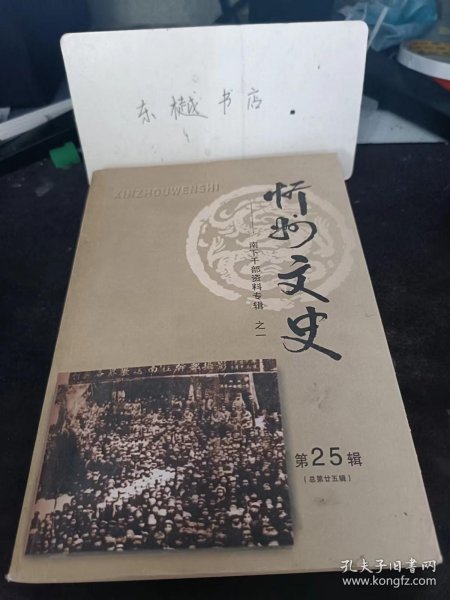 东樾书店
XINZHOUWENSHI
忻州文史
南下干部资料专辑 之一
第25辑
(总第廿五辑)
孔夫子旧书网
www.kongfz.com